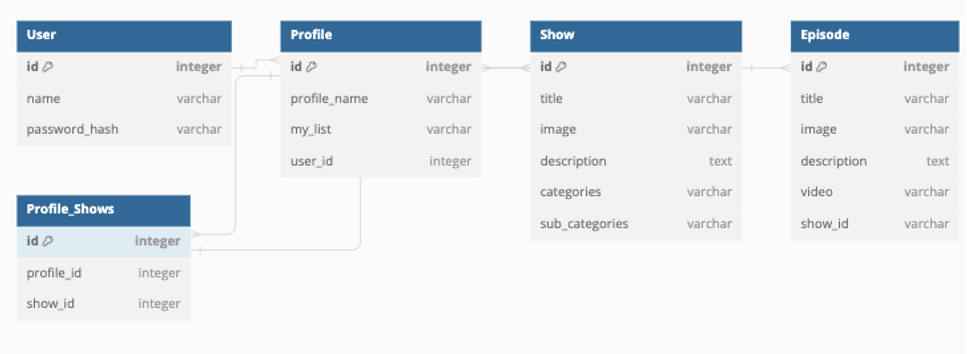 User
id integer
name varchar
password_hash varchar
Profile
id integer
profile_name varchar
my_list varchar
user_id integer
Show
id integer
title varchar
image varchar
description text
categories varchar
sub_categories varchar
Episode
id integer
title varchar
image varchar
description text
video varchar
show_id varchar
Profile_Shows
id integer
profile_id integer
show_id integer